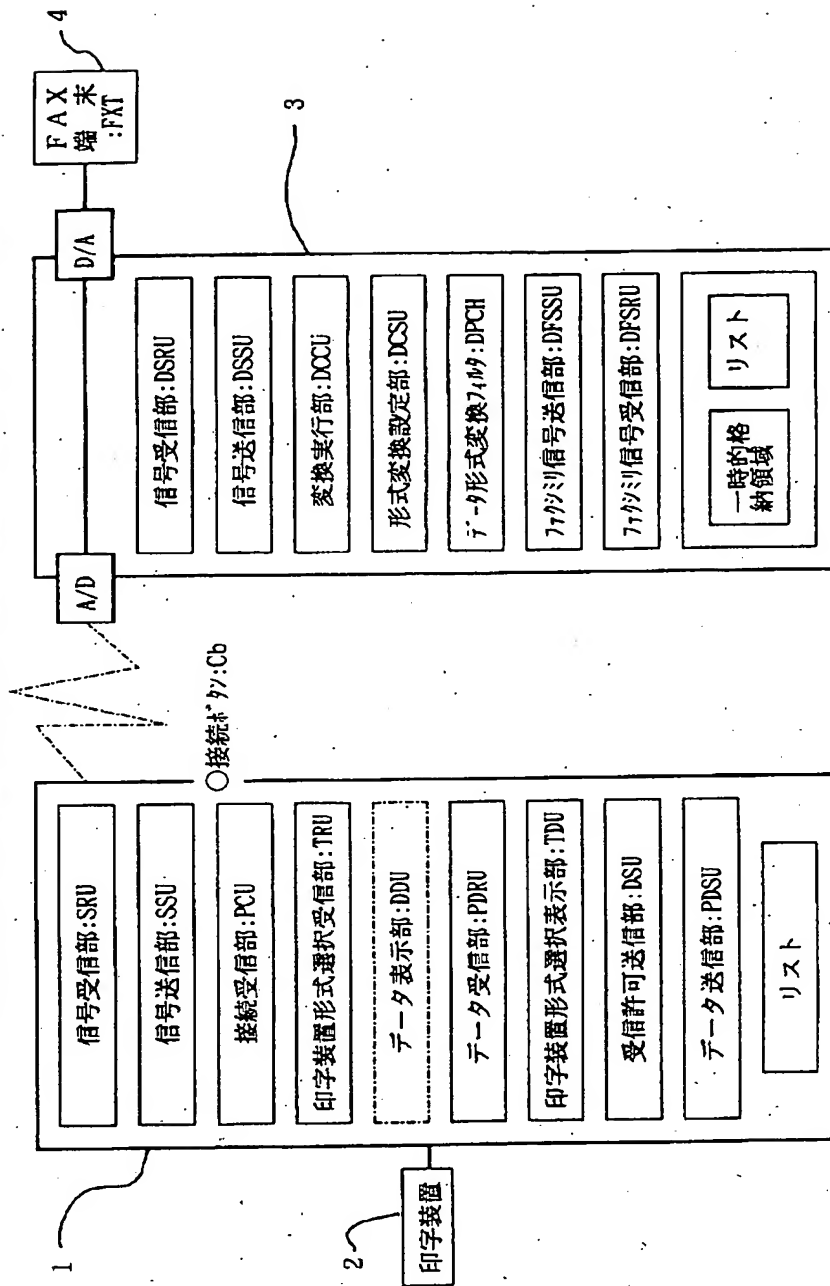 1
信号受信部:SRU
信号送信部:SSU
接続受信部:PCU
印字装置形式選択受信部:TRU
データ表示部:DDU
データ受信部:PDRU
印字装置形式選択表示部:TDU
受信許可送信部:DSU
データ送信部:PDSU
リスト
接続ボタン:Cb
2
印字装置
A/D
D/A
3
信号受信部:DSRU
信号送信部:DSSU
変換実行部:DCCU
形式変換設定部:DCSU
データ形式変換フィルタ:DPCH
ファクシミリ信号送信部:DFSSU
ファクシミリ信号受信部:DFSRU
一時的格
納領域
リスト
4
FAX
端末
:FXT